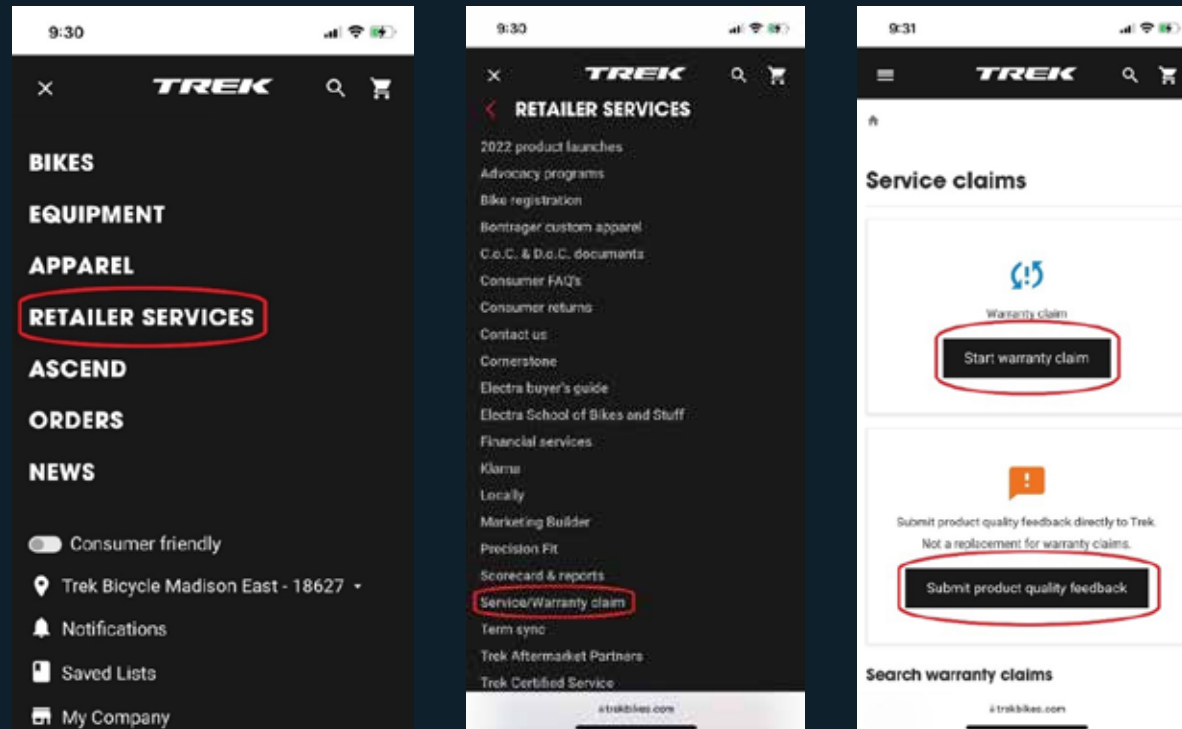 9:30
TREK
BIKES
EQUIPMENT
APPAREL
RETAILER SERVICES
ASCEND
ORDERS
NEWS
Consumer friendly
Trek Bicycle Madison East - 18627
Notifications
Saved Lists
My Company
9:30
TREK
RETAILER SERVICES
2022 product launches
Advocacy programs
Bike registration
Bontrager custom apparel
C.o.C. & D.o.C. documents
Consumer FAQ's
Consumer returns
Contact us
Cornerstone
Electra buyer's guide
Electra School of Bikes and Stuff
Financial services
Klarna
Locally
Marketing Builder
Precision Fit
Scorecard & reports
Service/Warranty claim
Term sync
Trek Aftermarket Partners
Trek Certified Service
trekbikes.com
9:31
TREK
Service claims
Warranty claim
Start warranty claim
Submit product quality feedback directly to Trek.
Not a replacement for warranty claims.
Submit product quality feedback
Search warranty claims
trekbikes.com